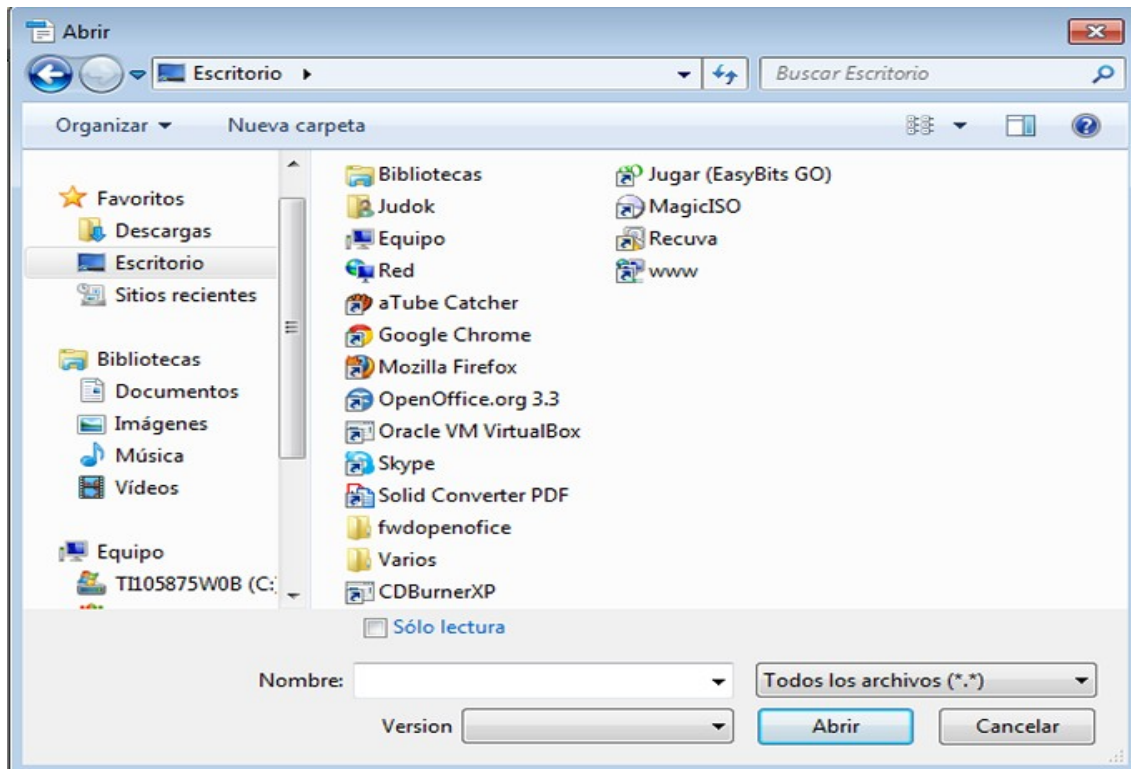 Abrir
Escritorio
Buscar Escritorio
Organizar
Nueva carpeta
Favoritos
Descargas
Escritorio
Sitios recientes
Bibliotecas
Documentos
Imágenes
Música
Vídeos
Equipo
TI105875W0B (C:
Bibliotecas
Judok
Equipo
Red
aTube Catcher
Google Chrome
Mozilla Firefox
OpenOffice.org 3.3
Oracle VM VirtualBox
Skype
Solid Converter PDF
fwdopenofice
Varios
CDBurnerXP
Jugar (EasyBits GO)
MagicISO
Recuva
www
Sólo lectura
Nombre:
Todos los archivos (*.*)
Version
Abrir
Cancelar